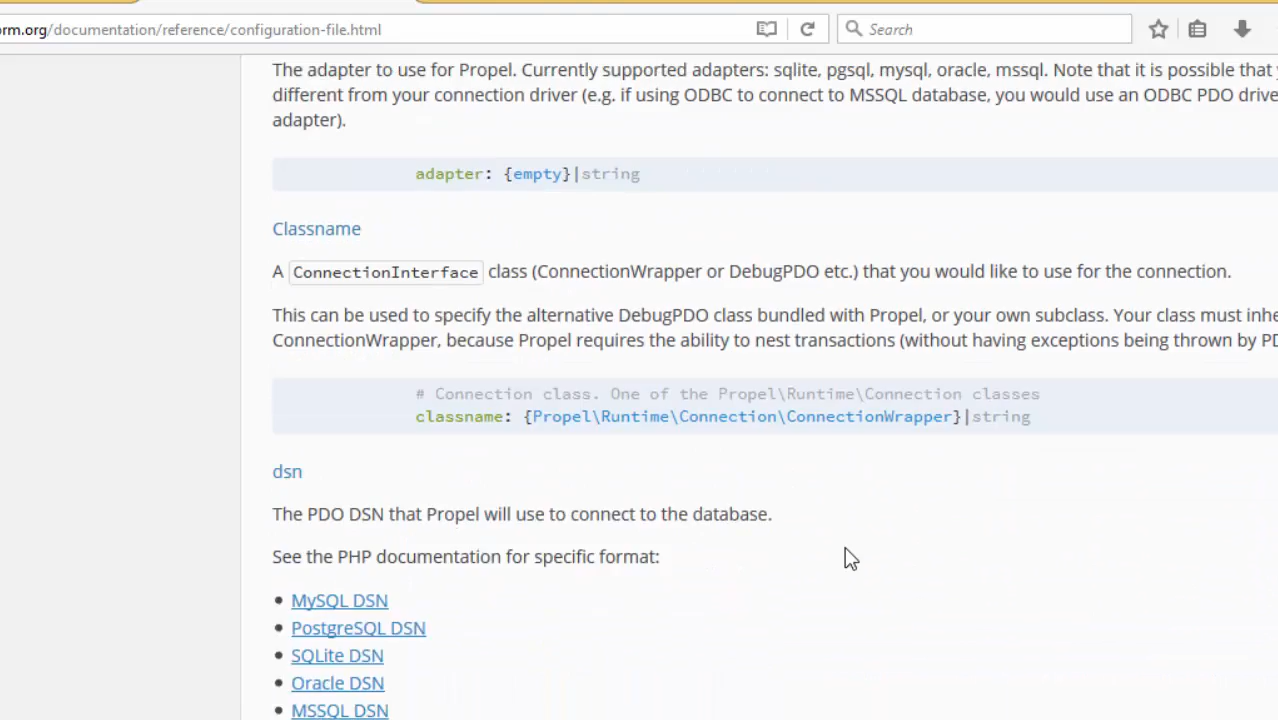 rm.org/documentation/reference/configuration-file.html
Search
The adapter to use for Propel. Currently supported adapters: sqlite, pgsql, mysql, oracle, mssql. Note that it is possible that
different from your connection driver (e.g. if using ODBC to connect to MSSQL database, you would use an ODBC PDO drive
adapter).
adapter: {empty}|string
Classname
A ConnectionInterface class (ConnectionWrapper or DebugPDO etc.) that you would like to use for the connection.
This can be used to specify the alternative DebugPDO class bundled with Propel, or your own subclass. Your class must inhe
ConnectionWrapper, because Propel requires the ability to nest transactions (without having exceptions being thrown by PD
# Connection class. One of the Propel\Runtime\Connection classes
classname: {Propel\Runtime\Connection\ConnectionWrapper}|string
dsn
The PDO DSN that Propel will use to connect to the database.
See the PHP documentation for specific format:
• MySQL DSN
• PostgreSQL DSN
• SQLite DSN
• Oracle DSN
• MSSQL DSN